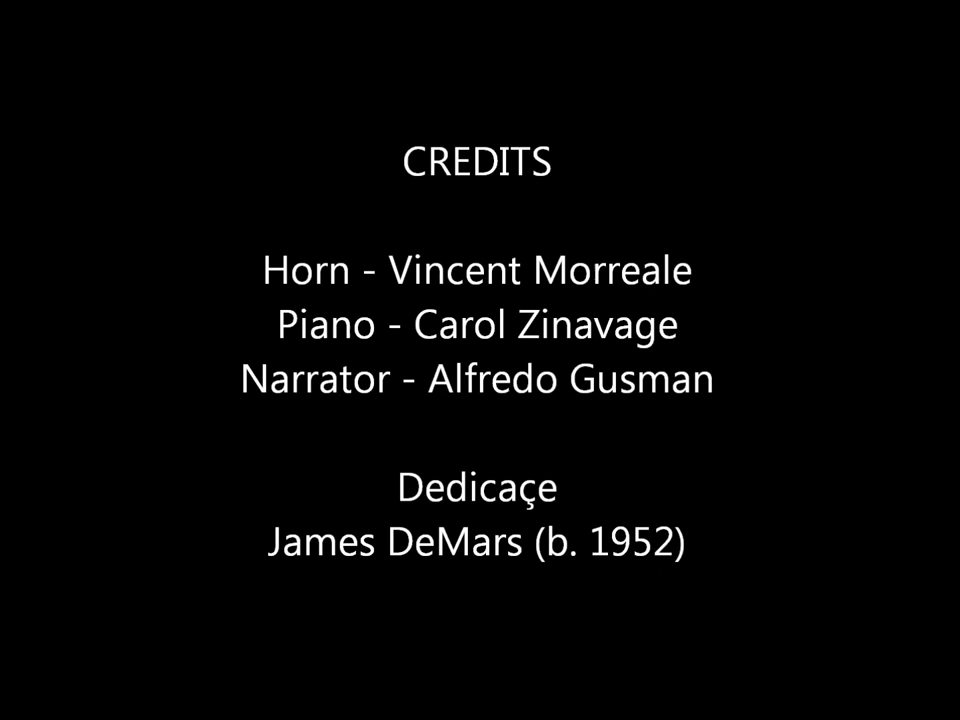 CREDITS
Horn - Vincent Morreale
Piano - Carol Zinavage
Narrator - Alfredo Gusman
Dedicaçe
James DeMars (b. 1952)